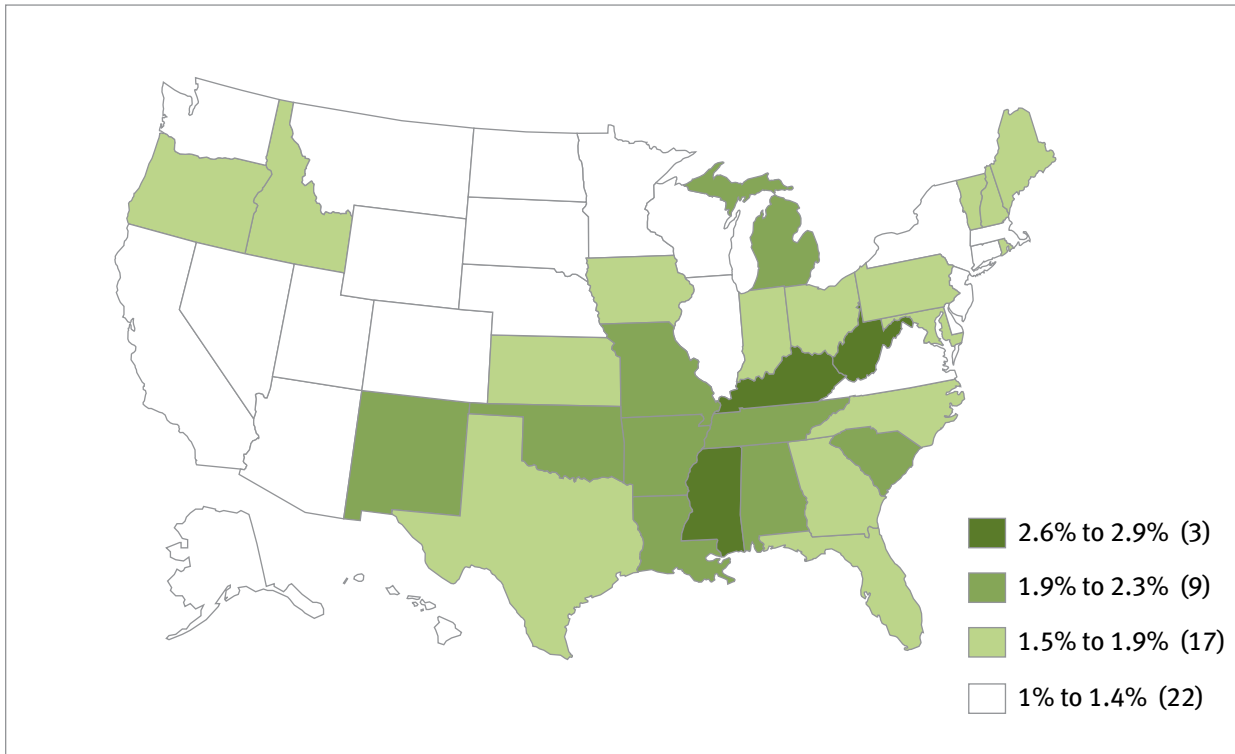 2.6% to 2.9% (3)
1.9% to 2.3% (9)
1.5% to 1.9% (17)
1% to 1.4% (22)